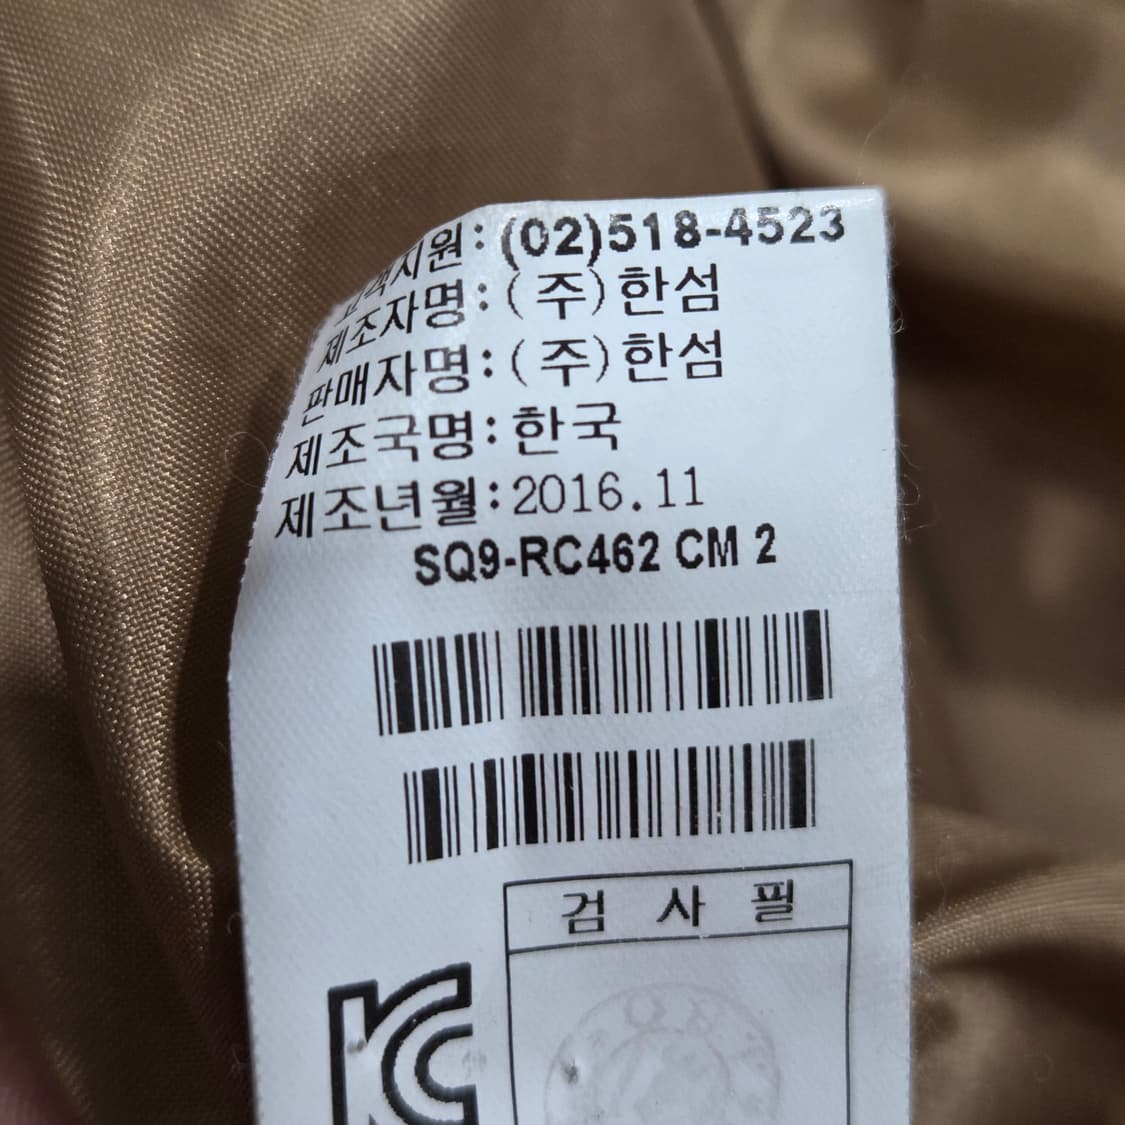 고객지원:(02)518-4523
제조자명:(주)한섬
판매자명:(주)한섬
제조국명:한국
제조년월:2016.11
SQ9-RC462 CM 2
검 사 필
KC